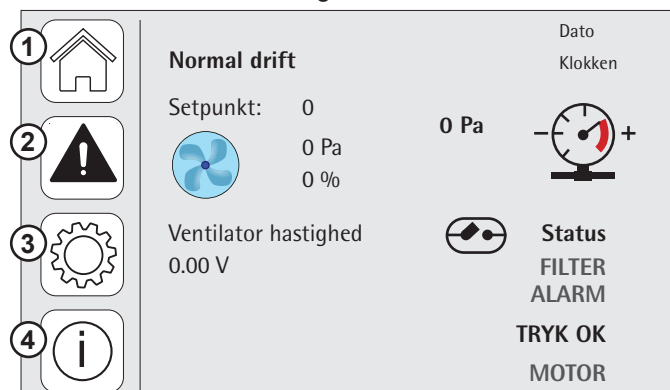 1
2
3
4
i
Normal drift
Dato
Klokken
Setpunkt: 0
0 Pa
0 %
0 Pa
- +
Ventilator hastighed
0.00 V
Status
FILTER
ALARM
TRYK OK
MOTOR